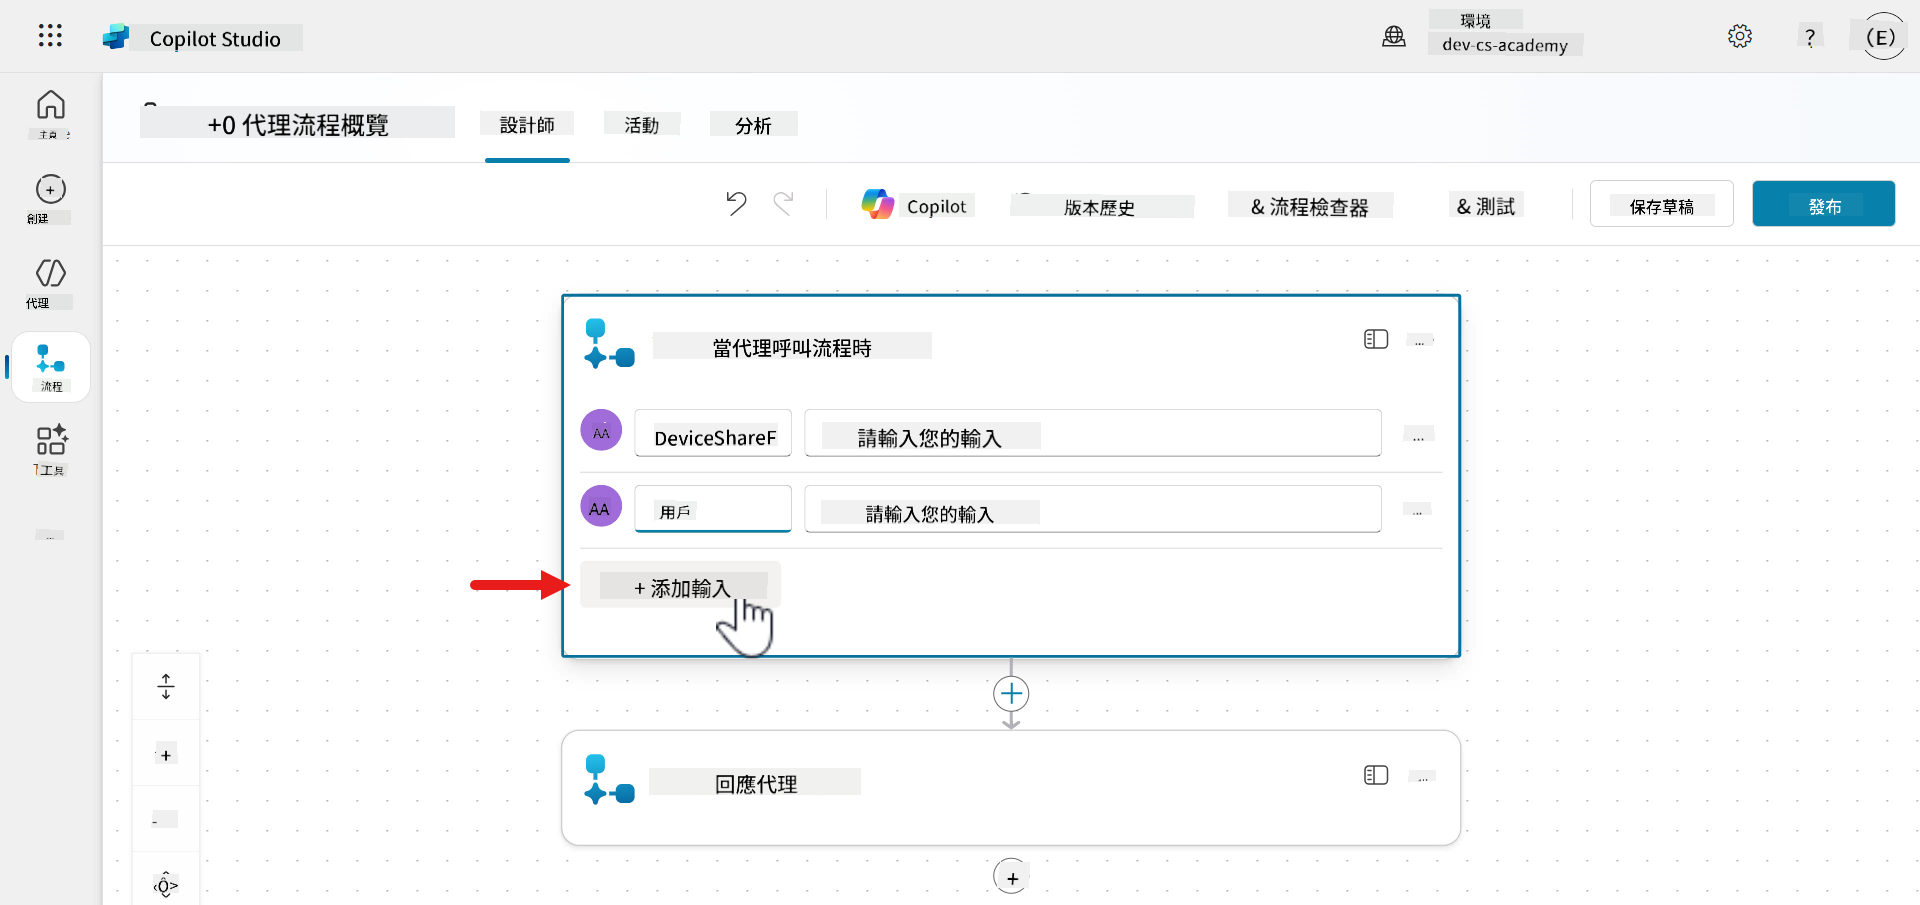 Copilot Studio
環境
dev-cs-academy
?
(E)
主頁
+0 代理流程概覽
設計師
活動
分析
創建
Copilot
版本歷史
& 流程檢查器
& 測試
保存草稿
發布
代理
當代理呼叫流程時
...
流程
AA
DeviceShareF
請輸入您的輸入
...
工具
AA
用戶
請輸入您的輸入
...
...
+ 添加輸入
回應代理
...